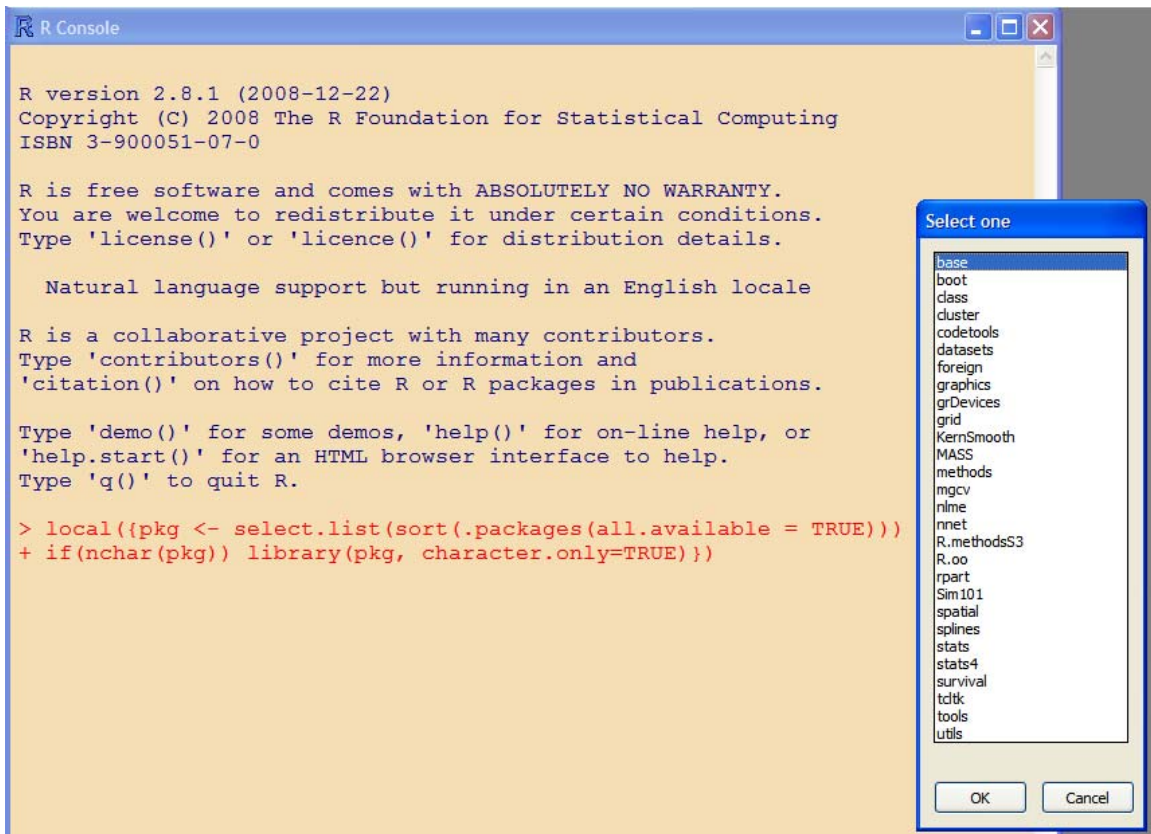 R Console
R version 2.8.1 (2008-12-22)
Copyright (C) 2008 The R Foundation for Statistical Computing
ISBN 3-900051-07-0
R is free software and comes with ABSOLUTELY NO WARRANTY.
You are welcome to redistribute it under certain conditions.
Type 'license()' or 'licence()' for distribution details.
Natural language support but running in an English locale
R is a collaborative project with many contributors.
Type 'contributors()' for more information and
'citation()' on how to cite R or R packages in publications.
Type 'demo()' for some demos, 'help()' for on-line help, or
'help.start()' for an HTML browser interface to help.
Type 'q()' to quit R.
> local({pkg <- select.list(sort(.packages(all.available = TRUE)))
+ if(nchar(pkg)) library(pkg, character.only=TRUE)})
Select one
base
boot
class
cluster
codetools
datasets
foreign
graphics
grDevices
grid
KernSmooth
MASS
methods
mgcv
nlme
nnet
R.methodsS3
R.oo
rpart
Sim101
spatial
splines
stats
stats4
survival
tcltk
tools
utils
OK
Cancel